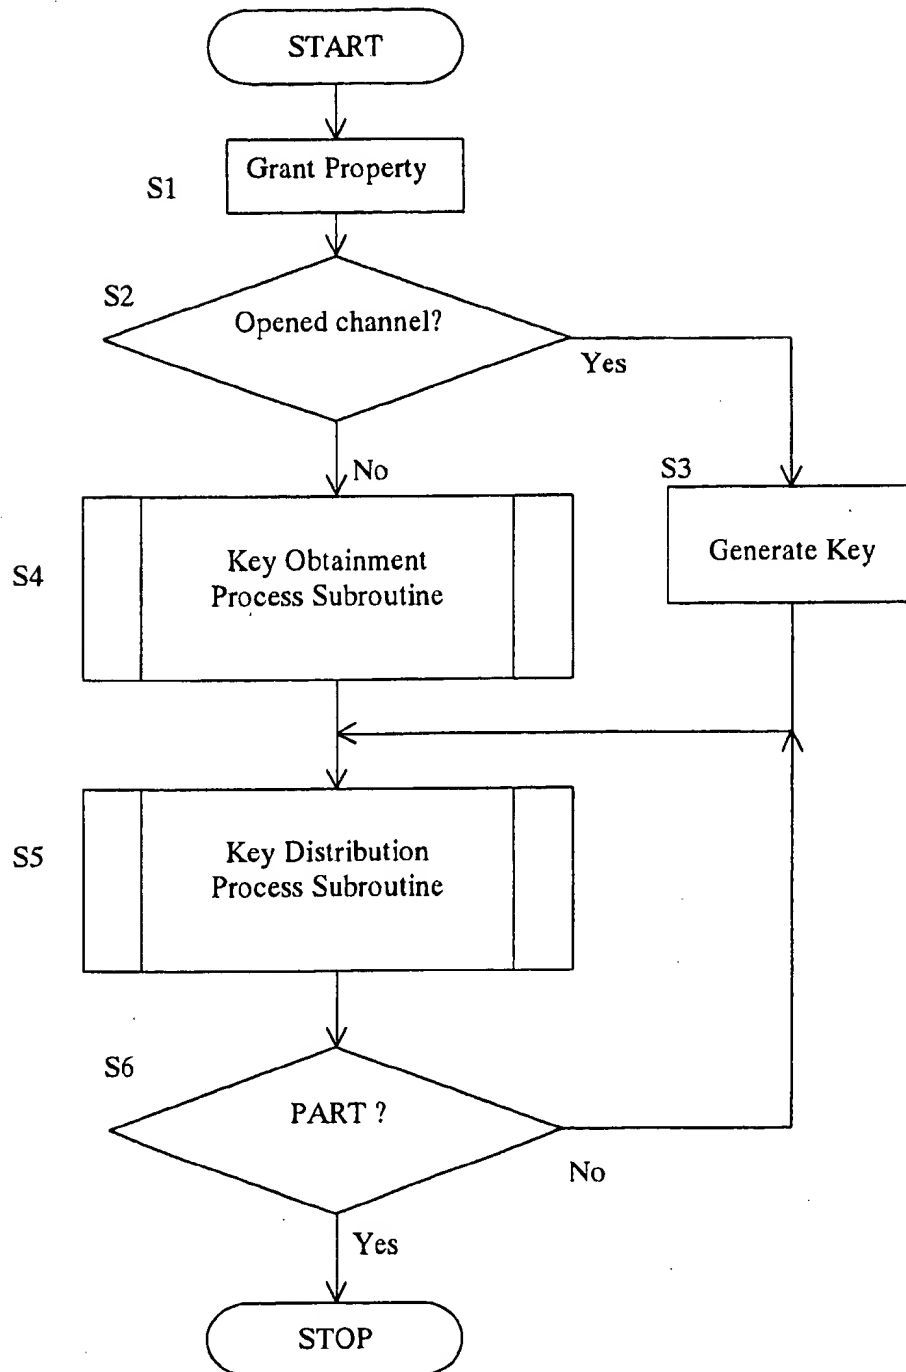 START
S1
Grant Property
S2
Opened channel?
Yes
No
S3
Generate Key
S4
Key Obtainment
Process Subroutine
S5
Key Distribution
Process Subroutine
S6
PART ?
No
Yes
STOP